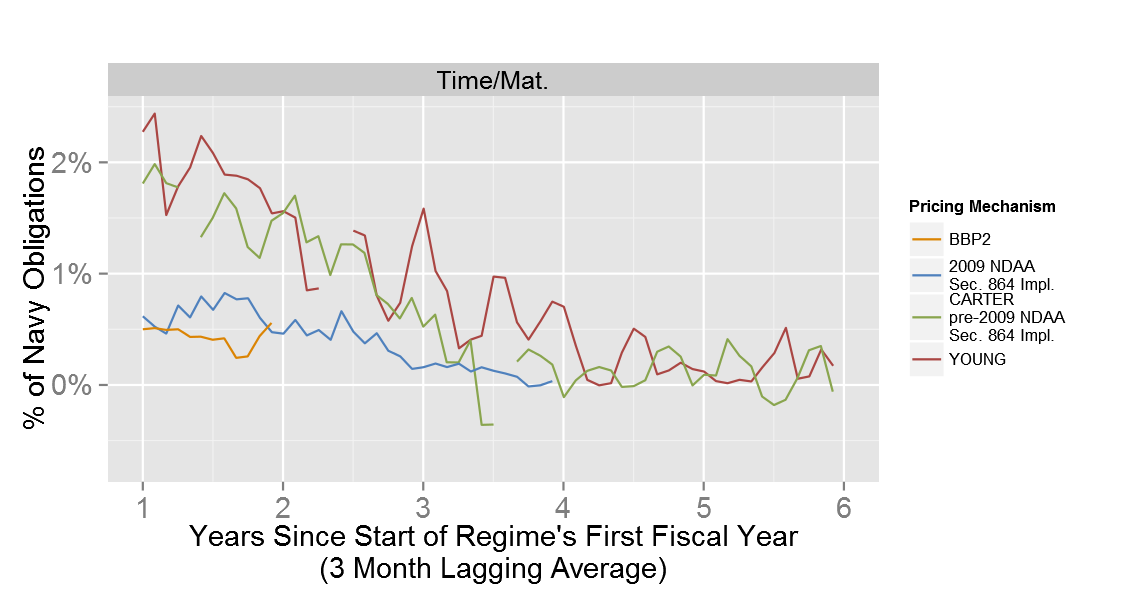 Time/Mat.
% of Navy Obligations
2%
1%
0%
1 2 3 4 5 6
Years Since Start of Regime's First Fiscal Year
(3 Month Lagging Average)
Pricing Mechanism
BBP2
2009 NDAA
Sec. 864 Impl.
CARTER
pre-2009 NDAA
Sec. 864 Impl.
YOUNG